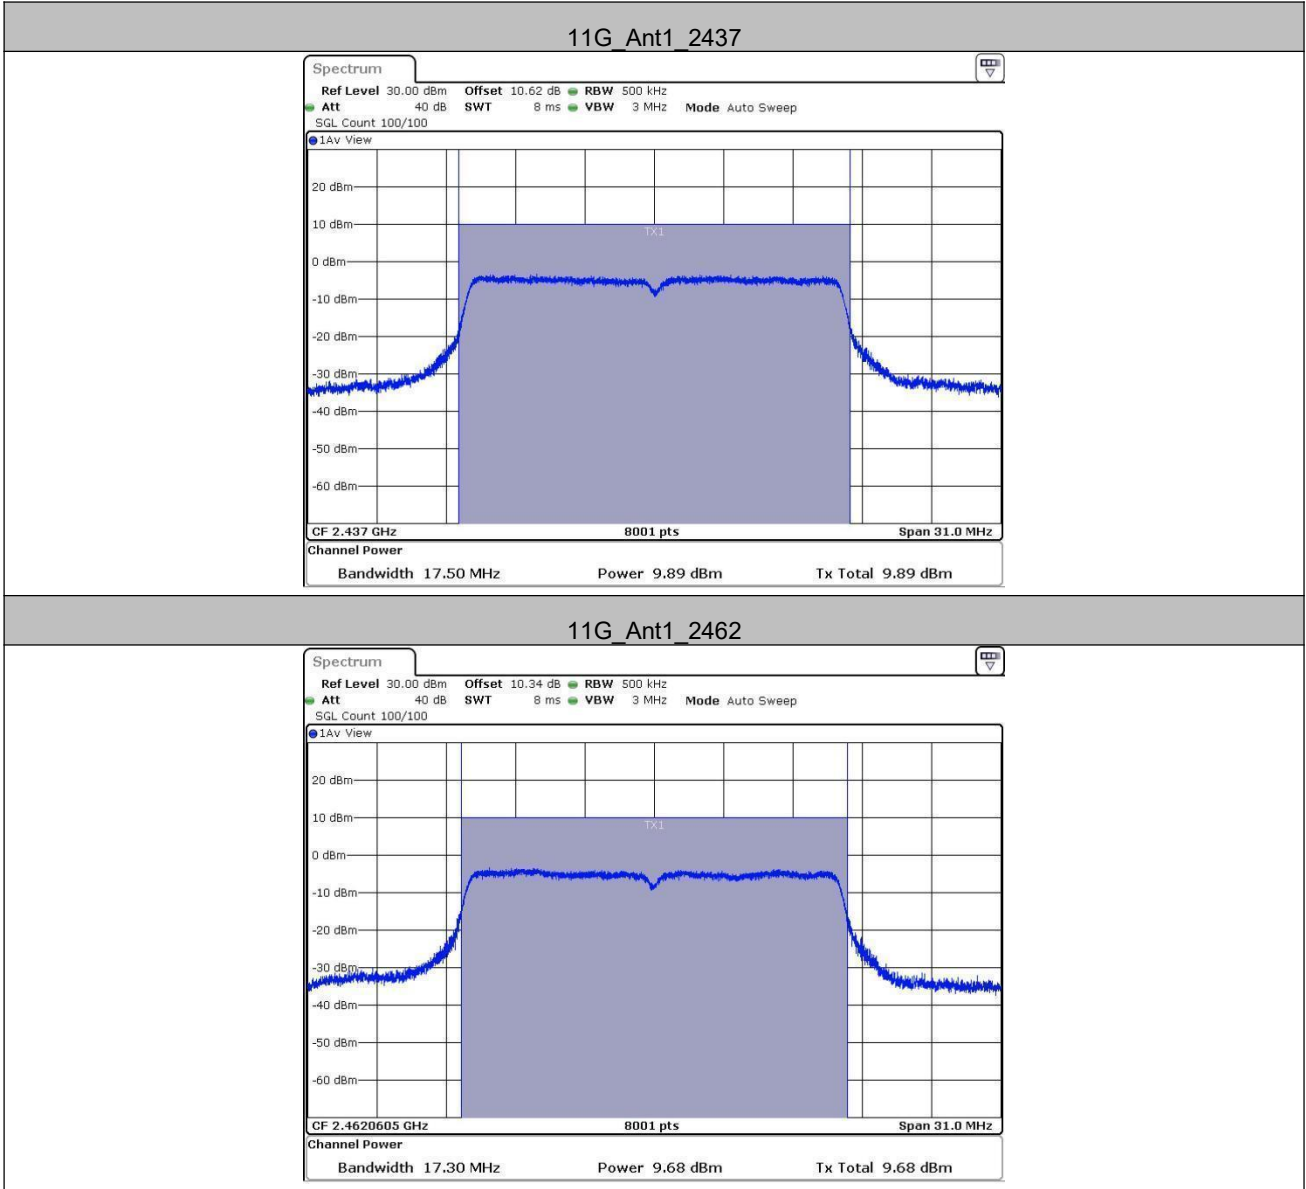 11G_Ant1_2437
Spectrum
Ref Level 30.00 dBm Offset 10.62 dB RBW 500 kHz
Att 40 dB SWT 8 ms VBW 3 MHz Mode Auto Sweep
SGL Count 100/100
1Av View
20 dBm
10 dBm
TX1
0 dBm
-10 dBm
-20 dBm
-30 dBm
-40 dBm
-50 dBm
-60 dBm
CF 2.437 GHz 8001 pts Span 31.0 MHz
Channel Power
Bandwidth 17.50 MHz Power 9.89 dBm Tx Total 9.89 dBm
11G_Ant1_2462
Spectrum
Ref Level 30.00 dBm Offset 10.34 dB RBW 500 kHz
Att 40 dB SWT 8 ms VBW 3 MHz Mode Auto Sweep
SGL Count 100/100
1Av View
20 dBm
10 dBm
TX1
0 dBm
-10 dBm
-20 dBm
-30 dBm
-40 dBm
-50 dBm
-60 dBm
CF 2.4620605 GHz 8001 pts Span 31.0 MHz
Channel Power
Bandwidth 17.30 MHz Power 9.68 dBm Tx Total 9.68 dBm